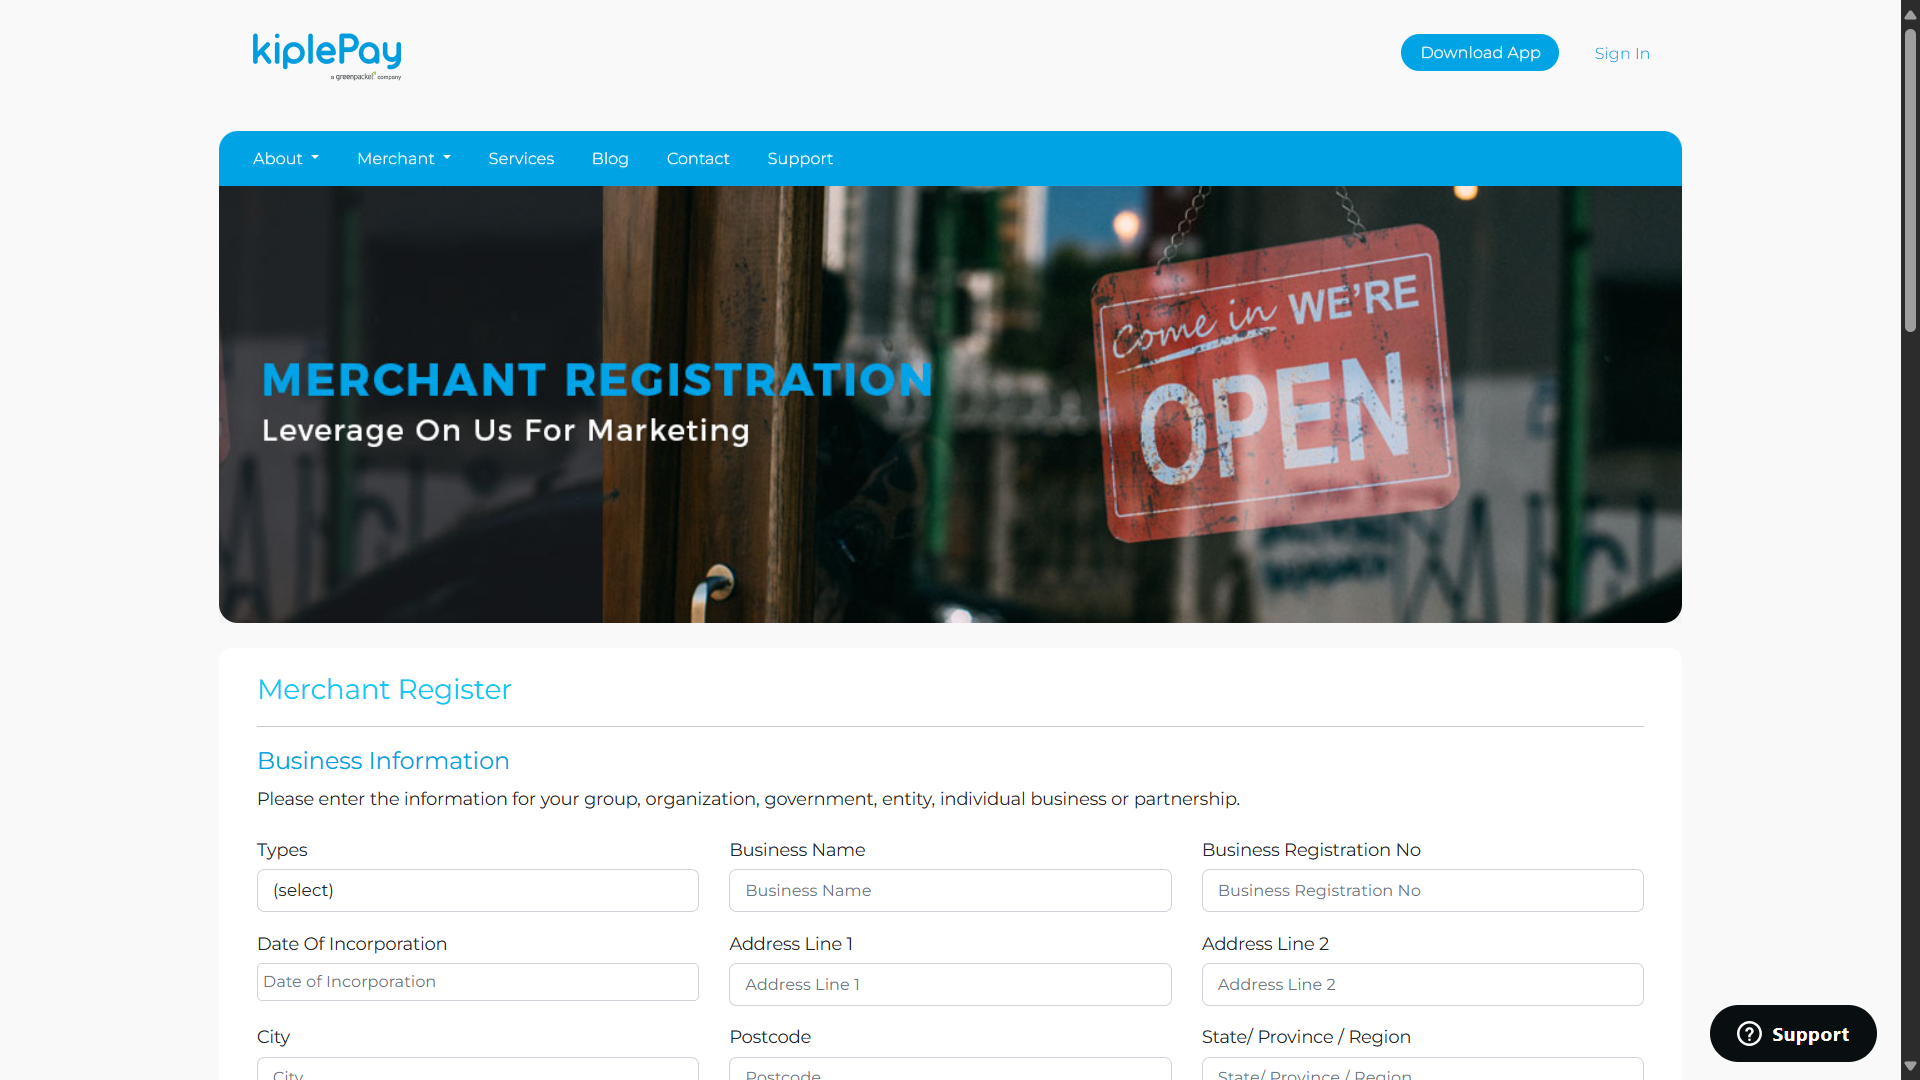 kiplePay
a greenpacket company
Download App
Sign In
About
Merchant
Services
Blog
Contact
Support
MERCHANT REGISTRATION
Leverage On Us For Marketing
Come in WE'RE
OPEN
Merchant Register
Business Information
Please enter the information for your group, organization, government, entity, individual business or partnership.
Types
Business Name
Business Registration No
(select)
Business Name
Business Registration No
Date Of Incorporation
Address Line 1
Address Line 2
Date of Incorporation
Address Line 1
Address Line 2
City
Postcode
State/ Province / Region
City
Postcode
State/ Province / Region
Support